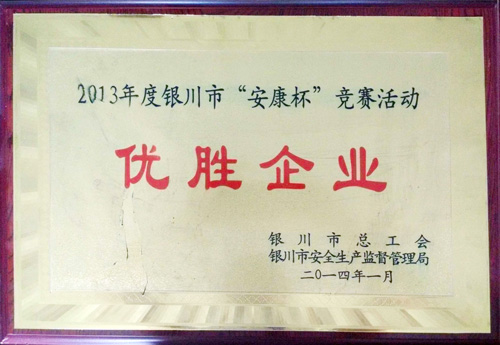 2013年度银川市“安康杯”竞赛活动
优胜企业
银川市总工会
银川市安全生产监督管理局
二〇一四年一月